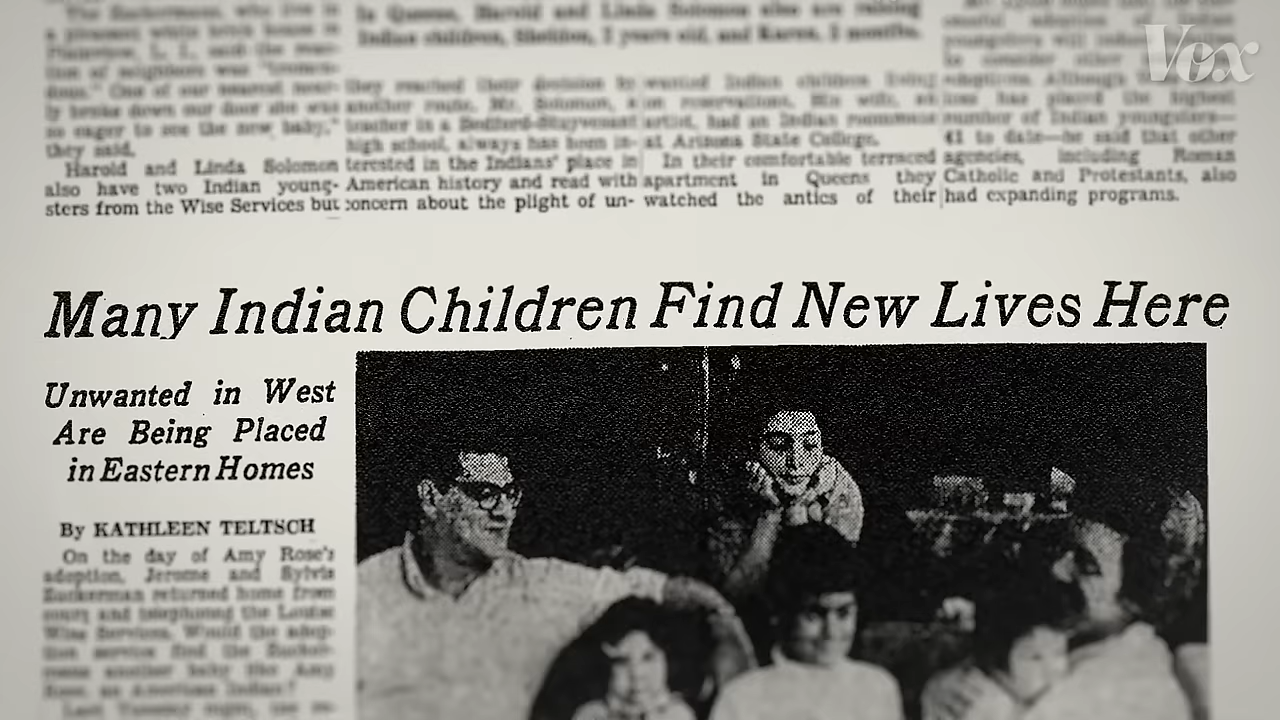 The Zuckermans, who live in
a pleasant white brick house in
Plainview, L. I., said the reac-
tion of neighbors was "tremen-
dous." One of our nearest near-
ly broke down our door she was
so eager to see the new baby,"
they said.
Harold and Linda Solomon
also have two Indian young-
sters from the Wise Services but
In Queens, Harold and Linda Solomon also are raising
Indian children, Sheldon, 2 years old, and Karen, 2 months.
they reached their decision by
another route. Mr. Solomon, a
teacher in a Bedford-Stuyvesant
high school, always has been in-
terested in the Indians' place in
American history and read with
concern about the plight of un-
wanted Indian children living
on reservations. His wife, an
artist, had an Indian roommate
at Arizona State College.
In their comfortable terraced
apartment in Queens they
watched the antics of their
adoptions. Although
has placed the highest
number of Indian youngsters—
41 to date—he said that other
agencies, including Roman
Catholic and Protestants, also
had expanding programs.
Vox
Many Indian Children Find New Lives Here
Unwanted in West
Are Being Placed
in Eastern Homes
By KATHLEEN TELTSCH
On the day of Amy Rose's
adoption, Jerome and Sylvia
Zuckerman returned home from
court and telephoned the Louise
Wise Services. Would the adop-
tion service find the Zucker-
mans another baby like Amy
Rose, an American Indian?
Last Tuesday night, the